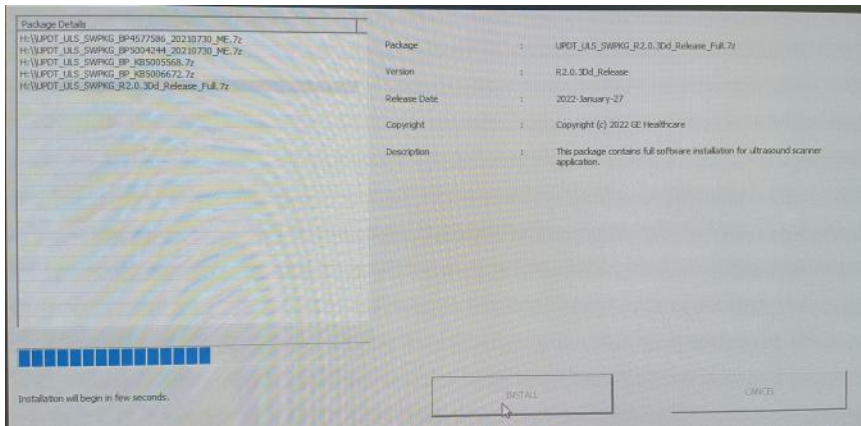 Package Details
H:\\UPDT_ULS_SWPKG_BP4577586_20210730_ME.7z
H:\\UPDT_ULS_SWPKG_BP5004244_20210730_ME.7z
H:\\UPDT_ULS_SWPKG_BP_KB5005568.7z
H:\\UPDT_ULS_SWPKG_BP_KB5006672.7z
H:\\UPDT_ULS_SWPKG_R2.0.3Dd_Release_Full.7z
Package : UPDT_ULS_SWPKG_R2.0.3Dd_Release_Full.7z
Version : R2.0.3Dd_Release
Release Date : 2022-January-27
Copyright : Copyright (c) 2022 GE Healthcare
Description : This package contains full software installation for ultrasound scanner
application.
Installation will begin in few seconds.
INSTALL
CANCEL